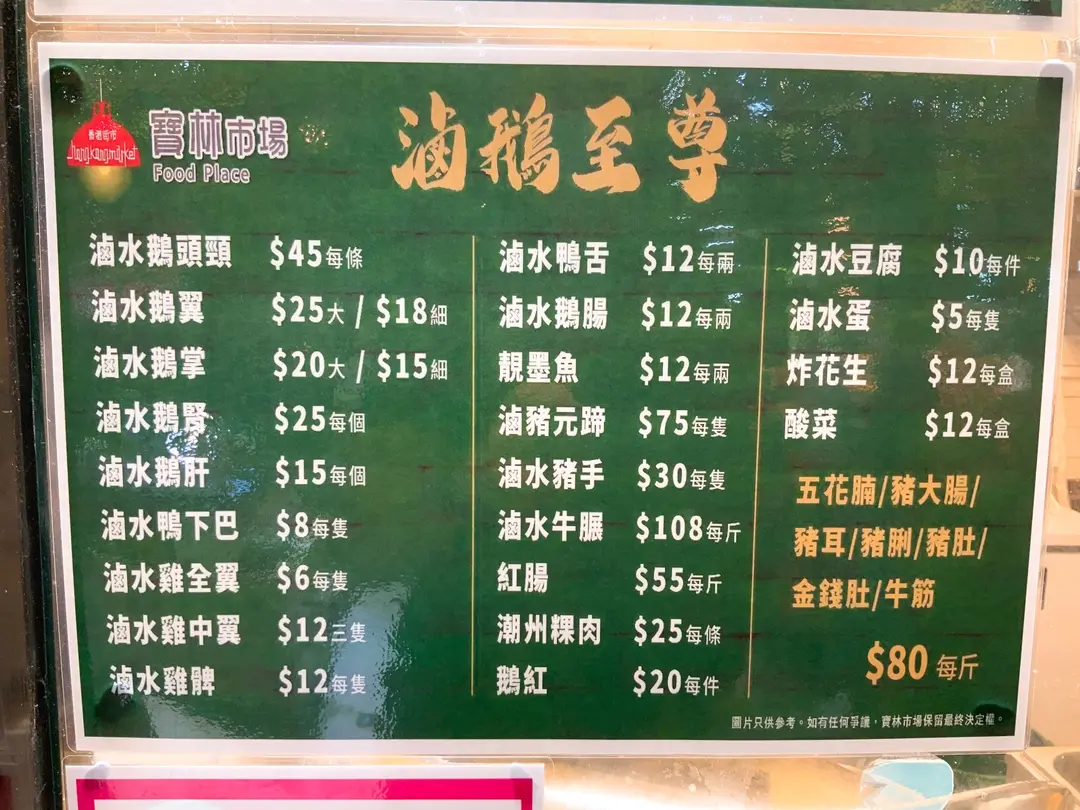 香港街市
hongkongmarket
寶林市場
Food Place
滷鵝至尊
滷水鵝頭頸 $45每條
滷水鵝翼 $25大 / $18細
滷水鵝掌 $20大 / $15細
滷水鵝腎 $25每個
滷水鵝肝 $15每個
滷水鴨下巴 $8每隻
滷水雞全翼 $6每隻
滷水雞中翼 $12三隻
滷水雞髀 $12每隻
滷水鴨舌 $12每兩
滷水鵝腸 $12每兩
靚墨魚 $12每兩
滷豬元蹄 $75每隻
滷水豬手 $30每隻
滷水牛𦟌 $108每斤
紅腸 $55每斤
潮州粿肉 $25每條
鵝紅 $20每件
滷水豆腐 $10每件
滷水蛋 $5每隻
炸花生 $12每盒
酸菜 $12每盒
五花腩/豬大腸/
豬耳/豬脷/豬肚/
金錢肚/牛筋
$80 每斤
圖片只供參考。如有任何爭議,寶林市場保留最終決定權。